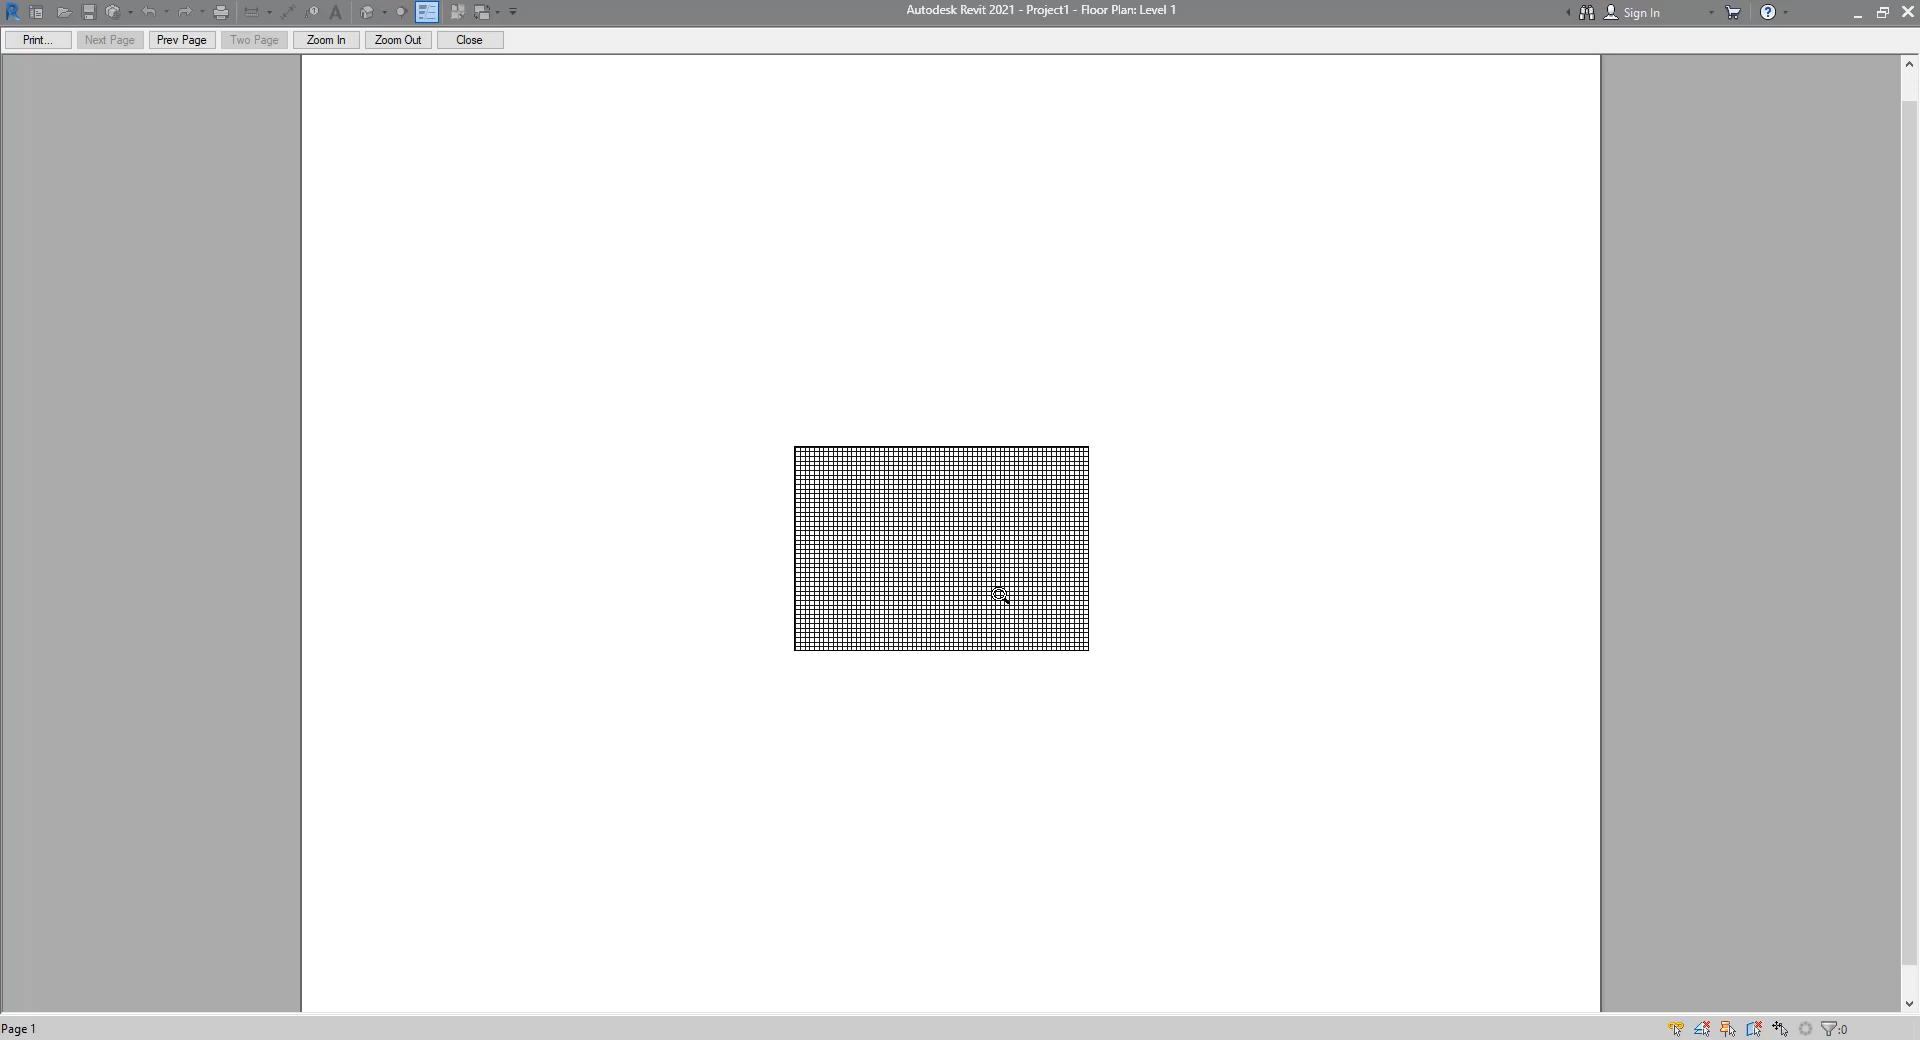 Autodesk Revit 2021 - Project1 - Floor Plan: Level 1
Sign In
Print... Next Page Prev Page Two Page Zoom In Zoom Out Close
Page 1
:0